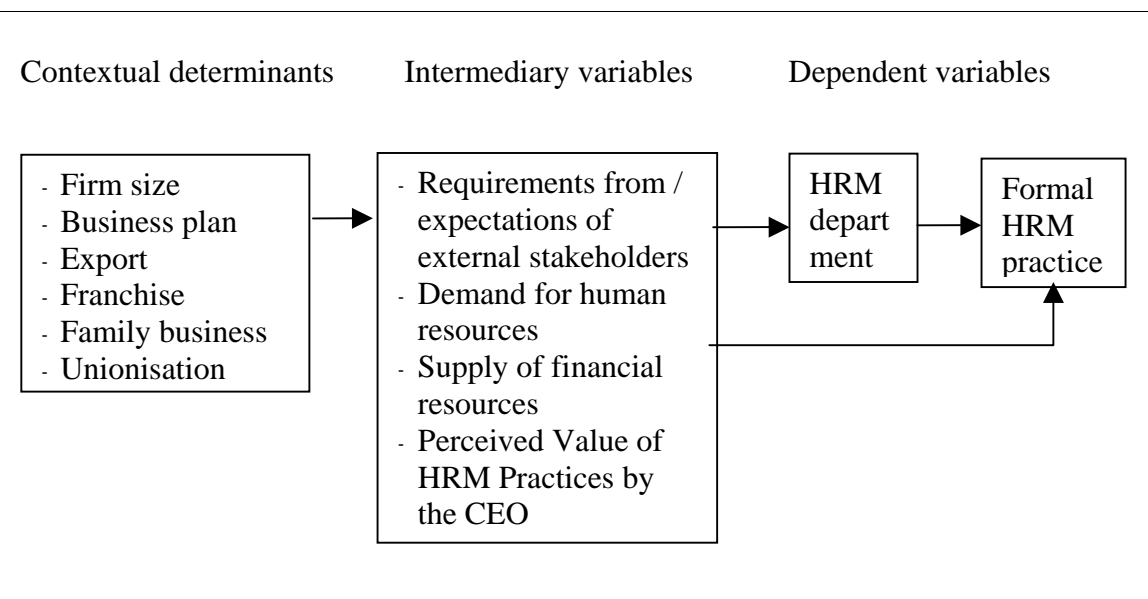 Contextual determinants
Intermediary variables
Dependent variables
- Firm size
- Business plan
- Export
- Franchise
- Family business
- Unionisation
- Requirements from /
expectations of
external stakeholders
- Demand for human
resources
- Supply of financial
resources
- Perceived Value of
HRM Practices by
the CEO
HRM
depart
ment
Formal
HRM
practice